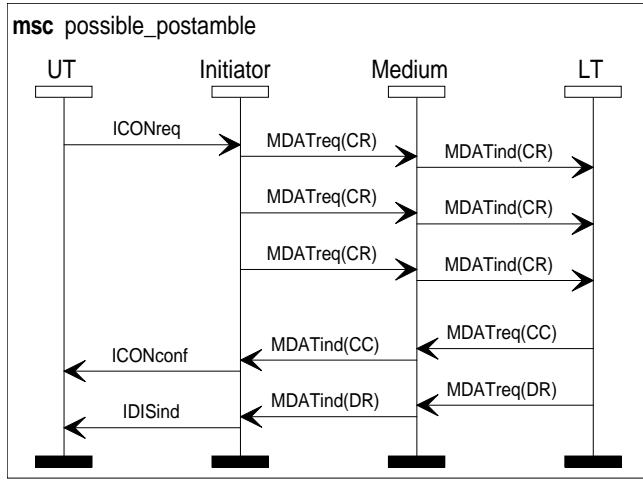 msc possible_postamble
UT Initiator Medium LT
ICONreq
MDATreq(CR)
MDATind(CR)
MDATreq(CR)
MDATind(CR)
MDATreq(CR)
MDATind(CR)
MDATreq(CC)
MDATind(CC)
ICONconf
MDATreq(DR)
MDATind(DR)
IDISind